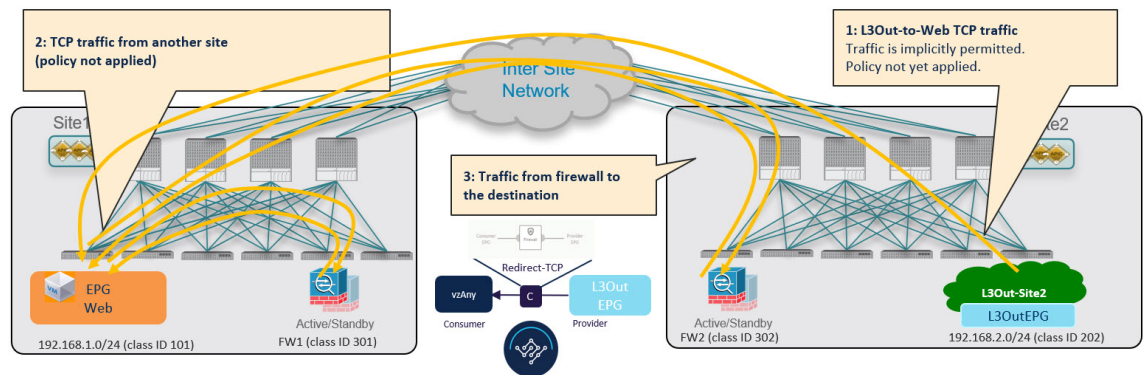 2: TCP traffic from another site
(policy not applied)
1: L3Out-to-Web TCP traffic
Traffic is implicitly permitted.
Policy not yet applied.
Inter Site
Network
Site1
te2
3: Traffic from firewall to
the destination
Consumer
EPG
Firewall
Provider
EPG
Redirect-TCP
vzAny
C
L3Out
EPG
Consumer
Provider
VM
EPG
Web
192.168.1.0/24 (class ID 101)
Active/Standby
FW1 (class ID 301)
Active/Standby
FW2 (class ID 302)
L3Out-Site2
L3OutEPG
192.168.2.0/24 (class ID 202)